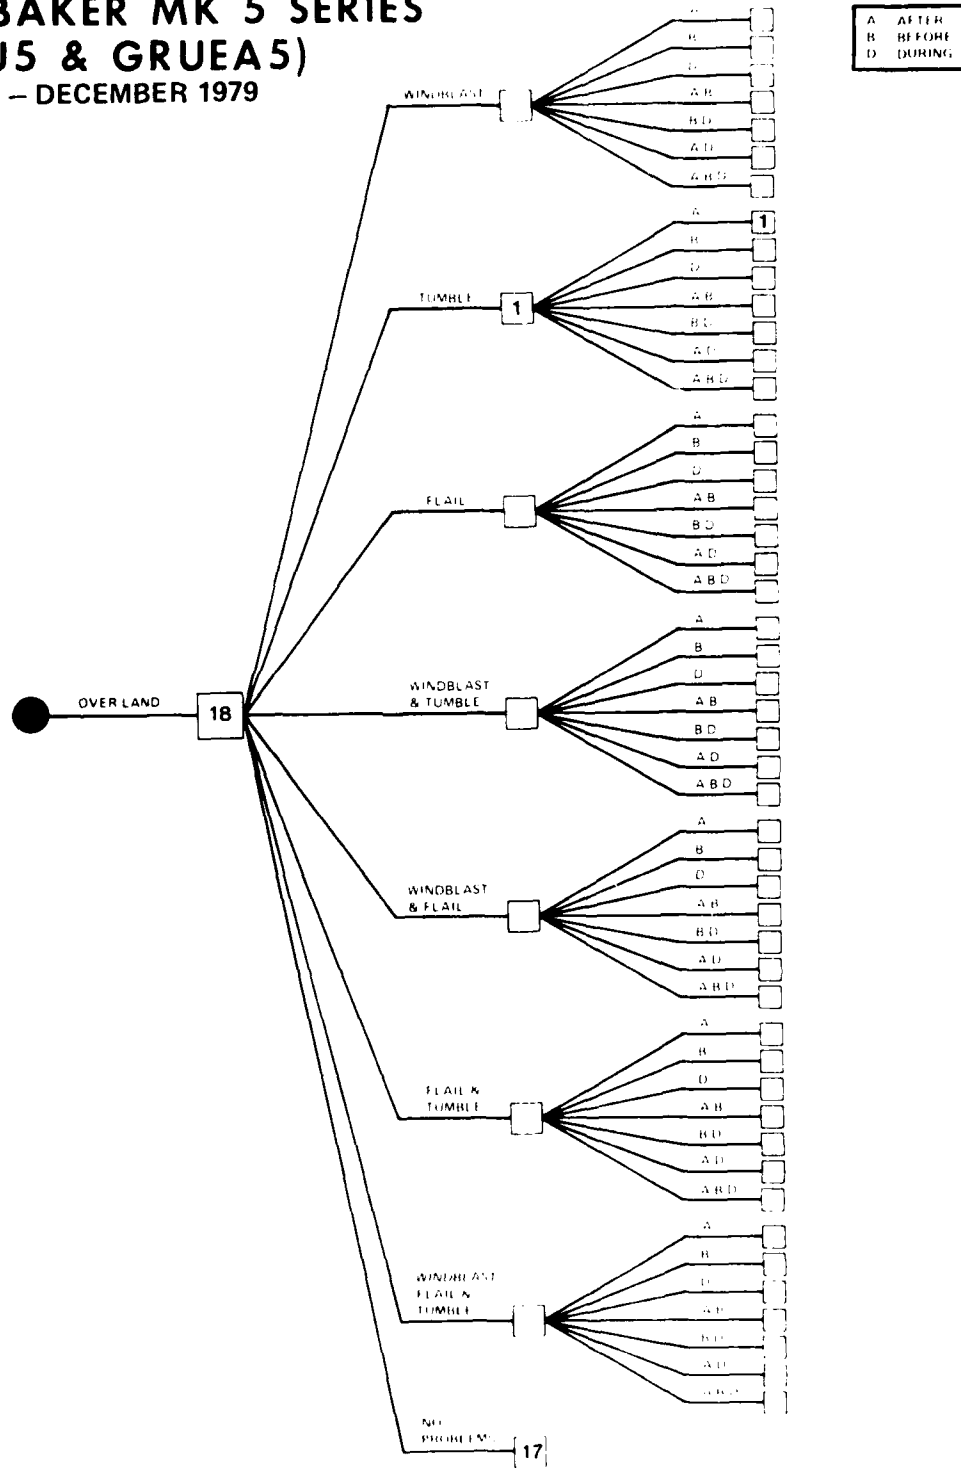 BAKER MK 5 SERIES
U5 & GRUEA5)
– DECEMBER 1979
A AFTER
B BEFORE
D DURING
WINDBLAST
A
B
D
A B
B D
A D
A B D
TUMBLE
1
A
1
B
D
A B
B D
A D
A B D
FLAIL
A
B
D
A B
B D
A D
A B D
OVER LAND
18
WINDBLAST
& TUMBLE
A
B
D
A B
B D
A D
A B D
WINDBLAST
& FLAIL
A
B
D
A B
B D
A D
A B D
FLAIL &
TUMBLE
A
B
D
A B
B D
A D
A B D
WINDBLAST
FLAIL &
TUMBLE
A
B
D
A B
B D
A D
A B D
NO
PROBLEMS
17